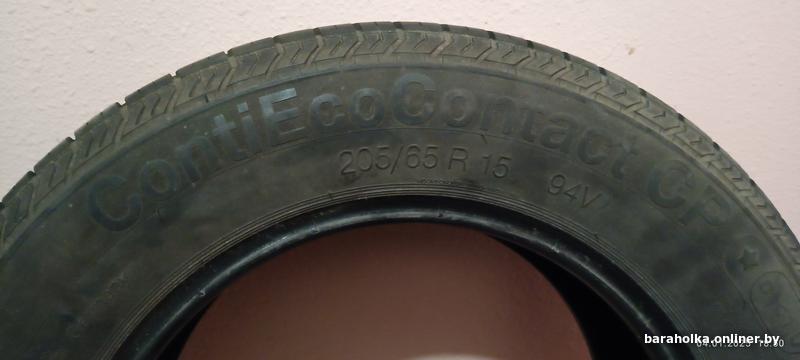 ContiEcoContact CP
205/65 R 15 94V
baraholka.onliner.by